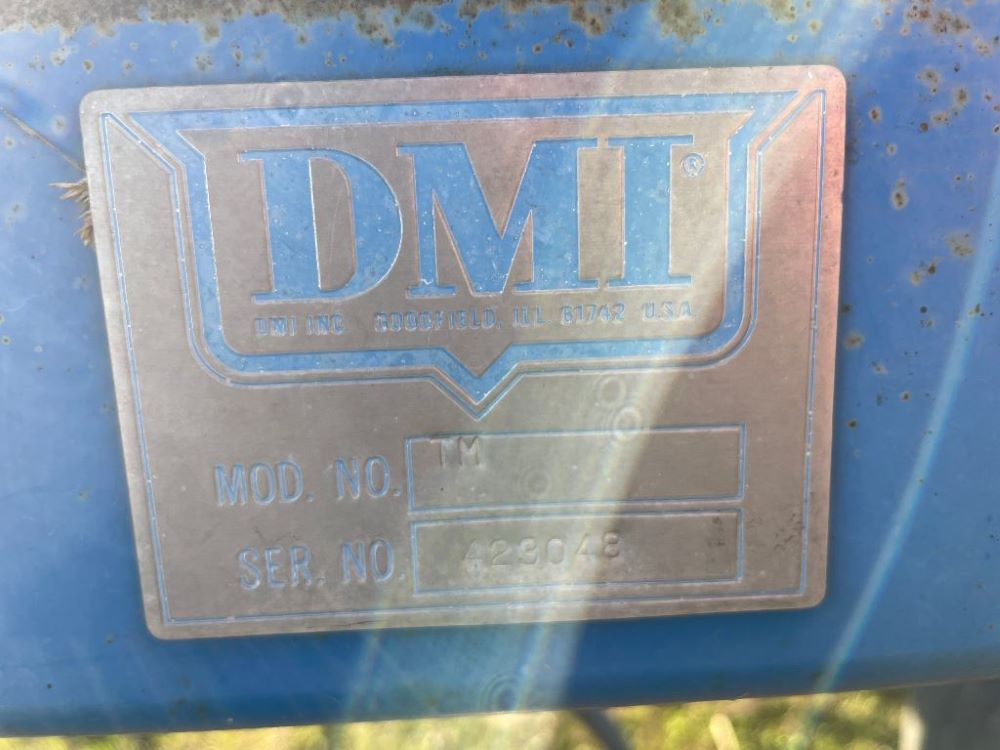 DMI®
DMI INC. GOODFIELD, ILL. 61742 U.S.A.
MOD. NO. TM
SER. NO. 423048